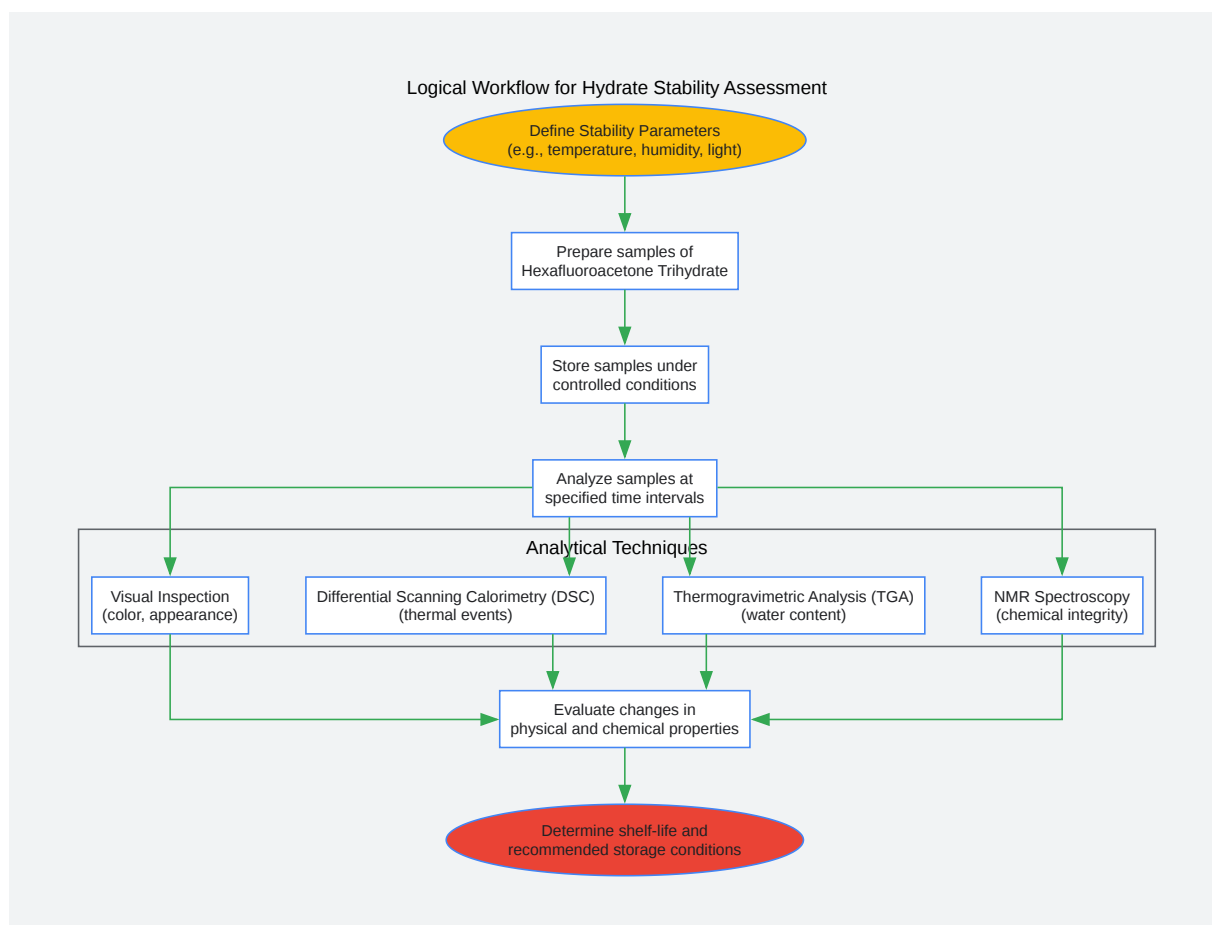 Logical Workflow for Hydrate Stability Assessment
Define Stability Parameters
(e.g., temperature, humidity, light)
Prepare samples of
Hexafluoroacetone Trihydrate
Store samples under
controlled conditions
Analyze samples at
specified time intervals
Analytical Techniques
Visual Inspection
(color, appearance)
Differential Scanning Calorimetry (DSC)
(thermal events)
Thermogravimetric Analysis (TGA)
(water content)
NMR Spectroscopy
(chemical integrity)
Evaluate changes in
physical and chemical properties
Determine shelf-life and
recommended storage conditions